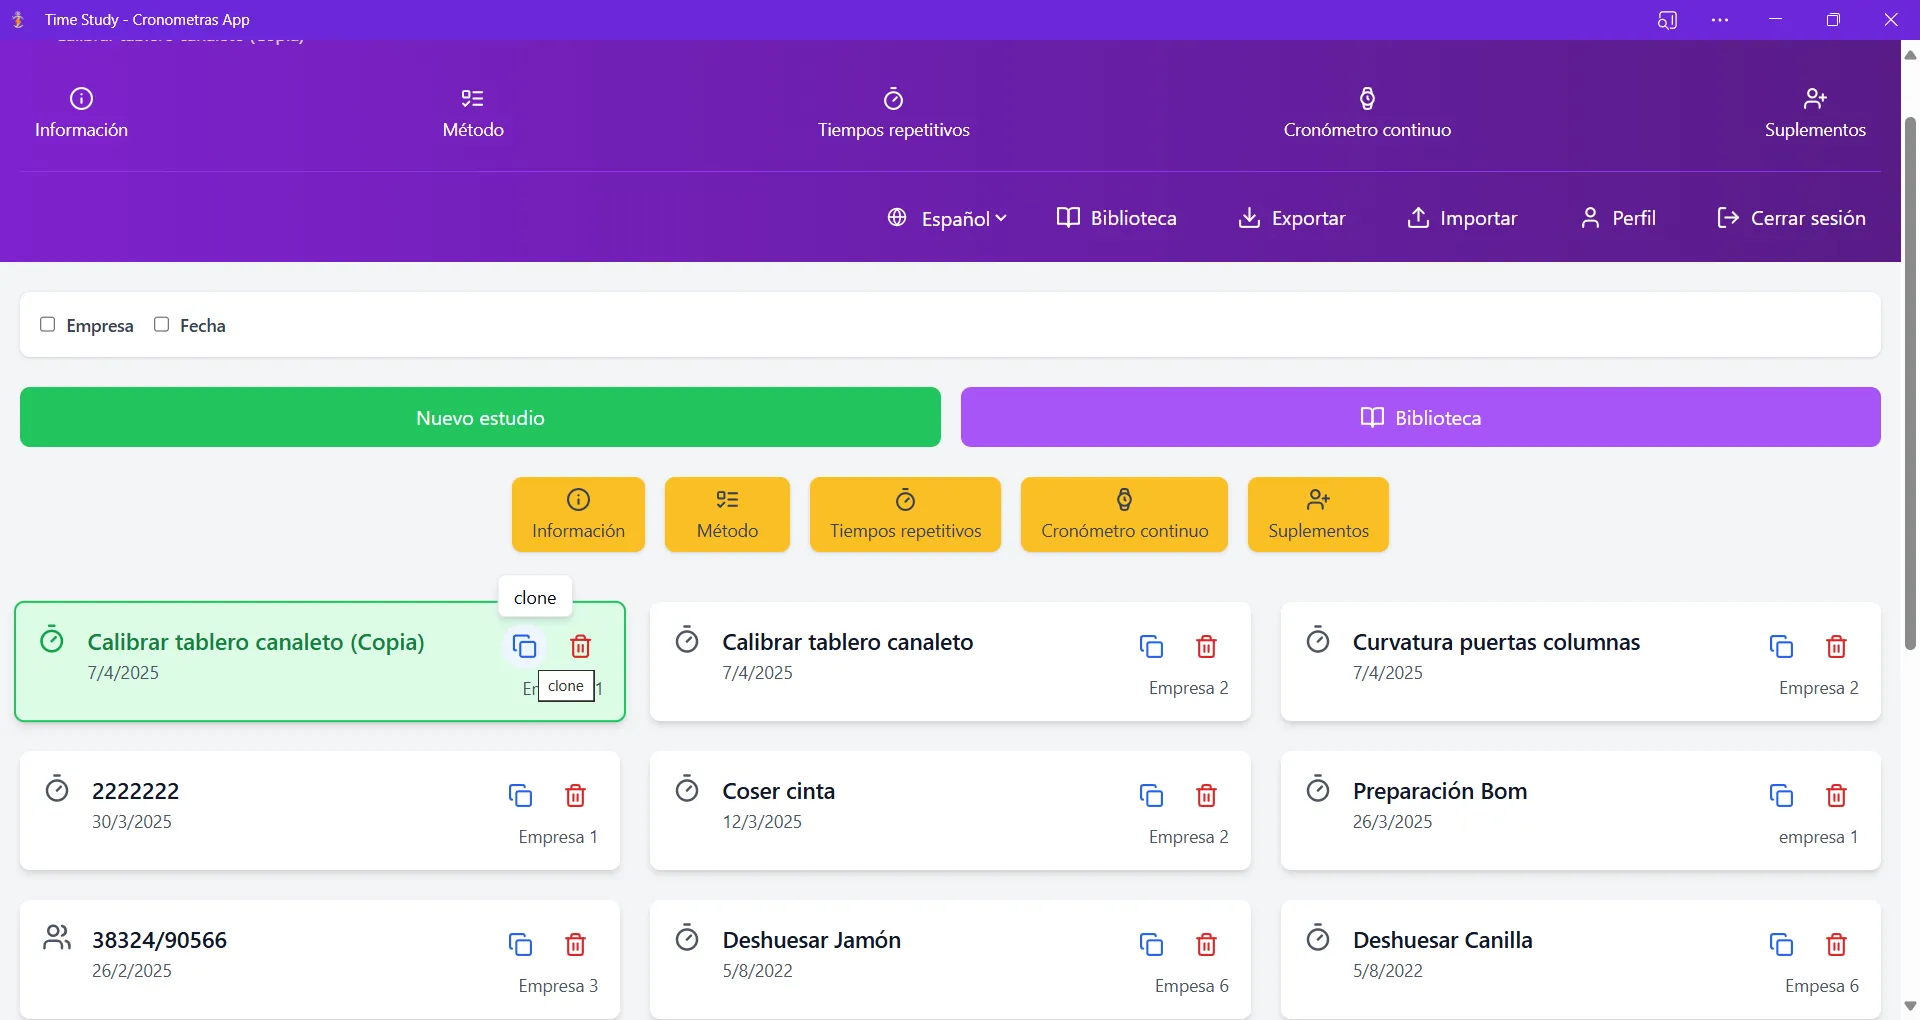 Time Study - Cronometras App
Información
Método
Tiempos repetitivos
Cronómetro continuo
Suplementos
Español
Biblioteca
Exportar
Importar
Perfil
Cerrar sesión
Empresa
Fecha
Nuevo estudio
Biblioteca
Información
Método
Tiempos repetitivos
Cronómetro continuo
Suplementos
clone
Calibrar tablero canaleto (Copia)
7/4/2025
clone
1
Calibrar tablero canaleto
7/4/2025
Empresa 2
Curvatura puertas columnas
7/4/2025
Empresa 2
2222222
30/3/2025
Empresa 1
Coser cinta
12/3/2025
Empresa 2
Preparación Bom
26/3/2025
empresa 1
38324/90566
26/2/2025
Empresa 3
Deshuesar Jamón
5/8/2022
Empesa 6
Deshuesar Canilla
5/8/2022
Empesa 6